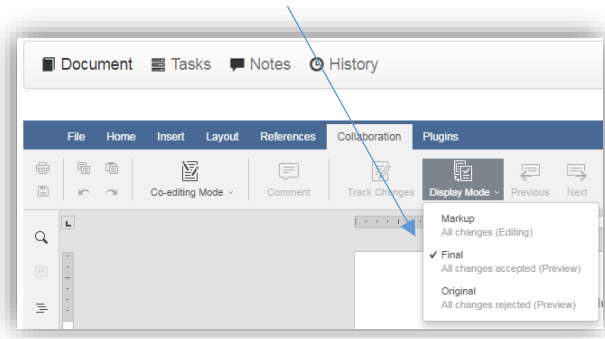 Document Tasks Notes History
File Home Insert Layout References Collaboration Plugins
Co-editing Mode Comment Track Changes Display Mode Previous Next
Markup
All changes (Editing)
Final
All changes accepted (Preview)
Original
All changes rejected (Preview)